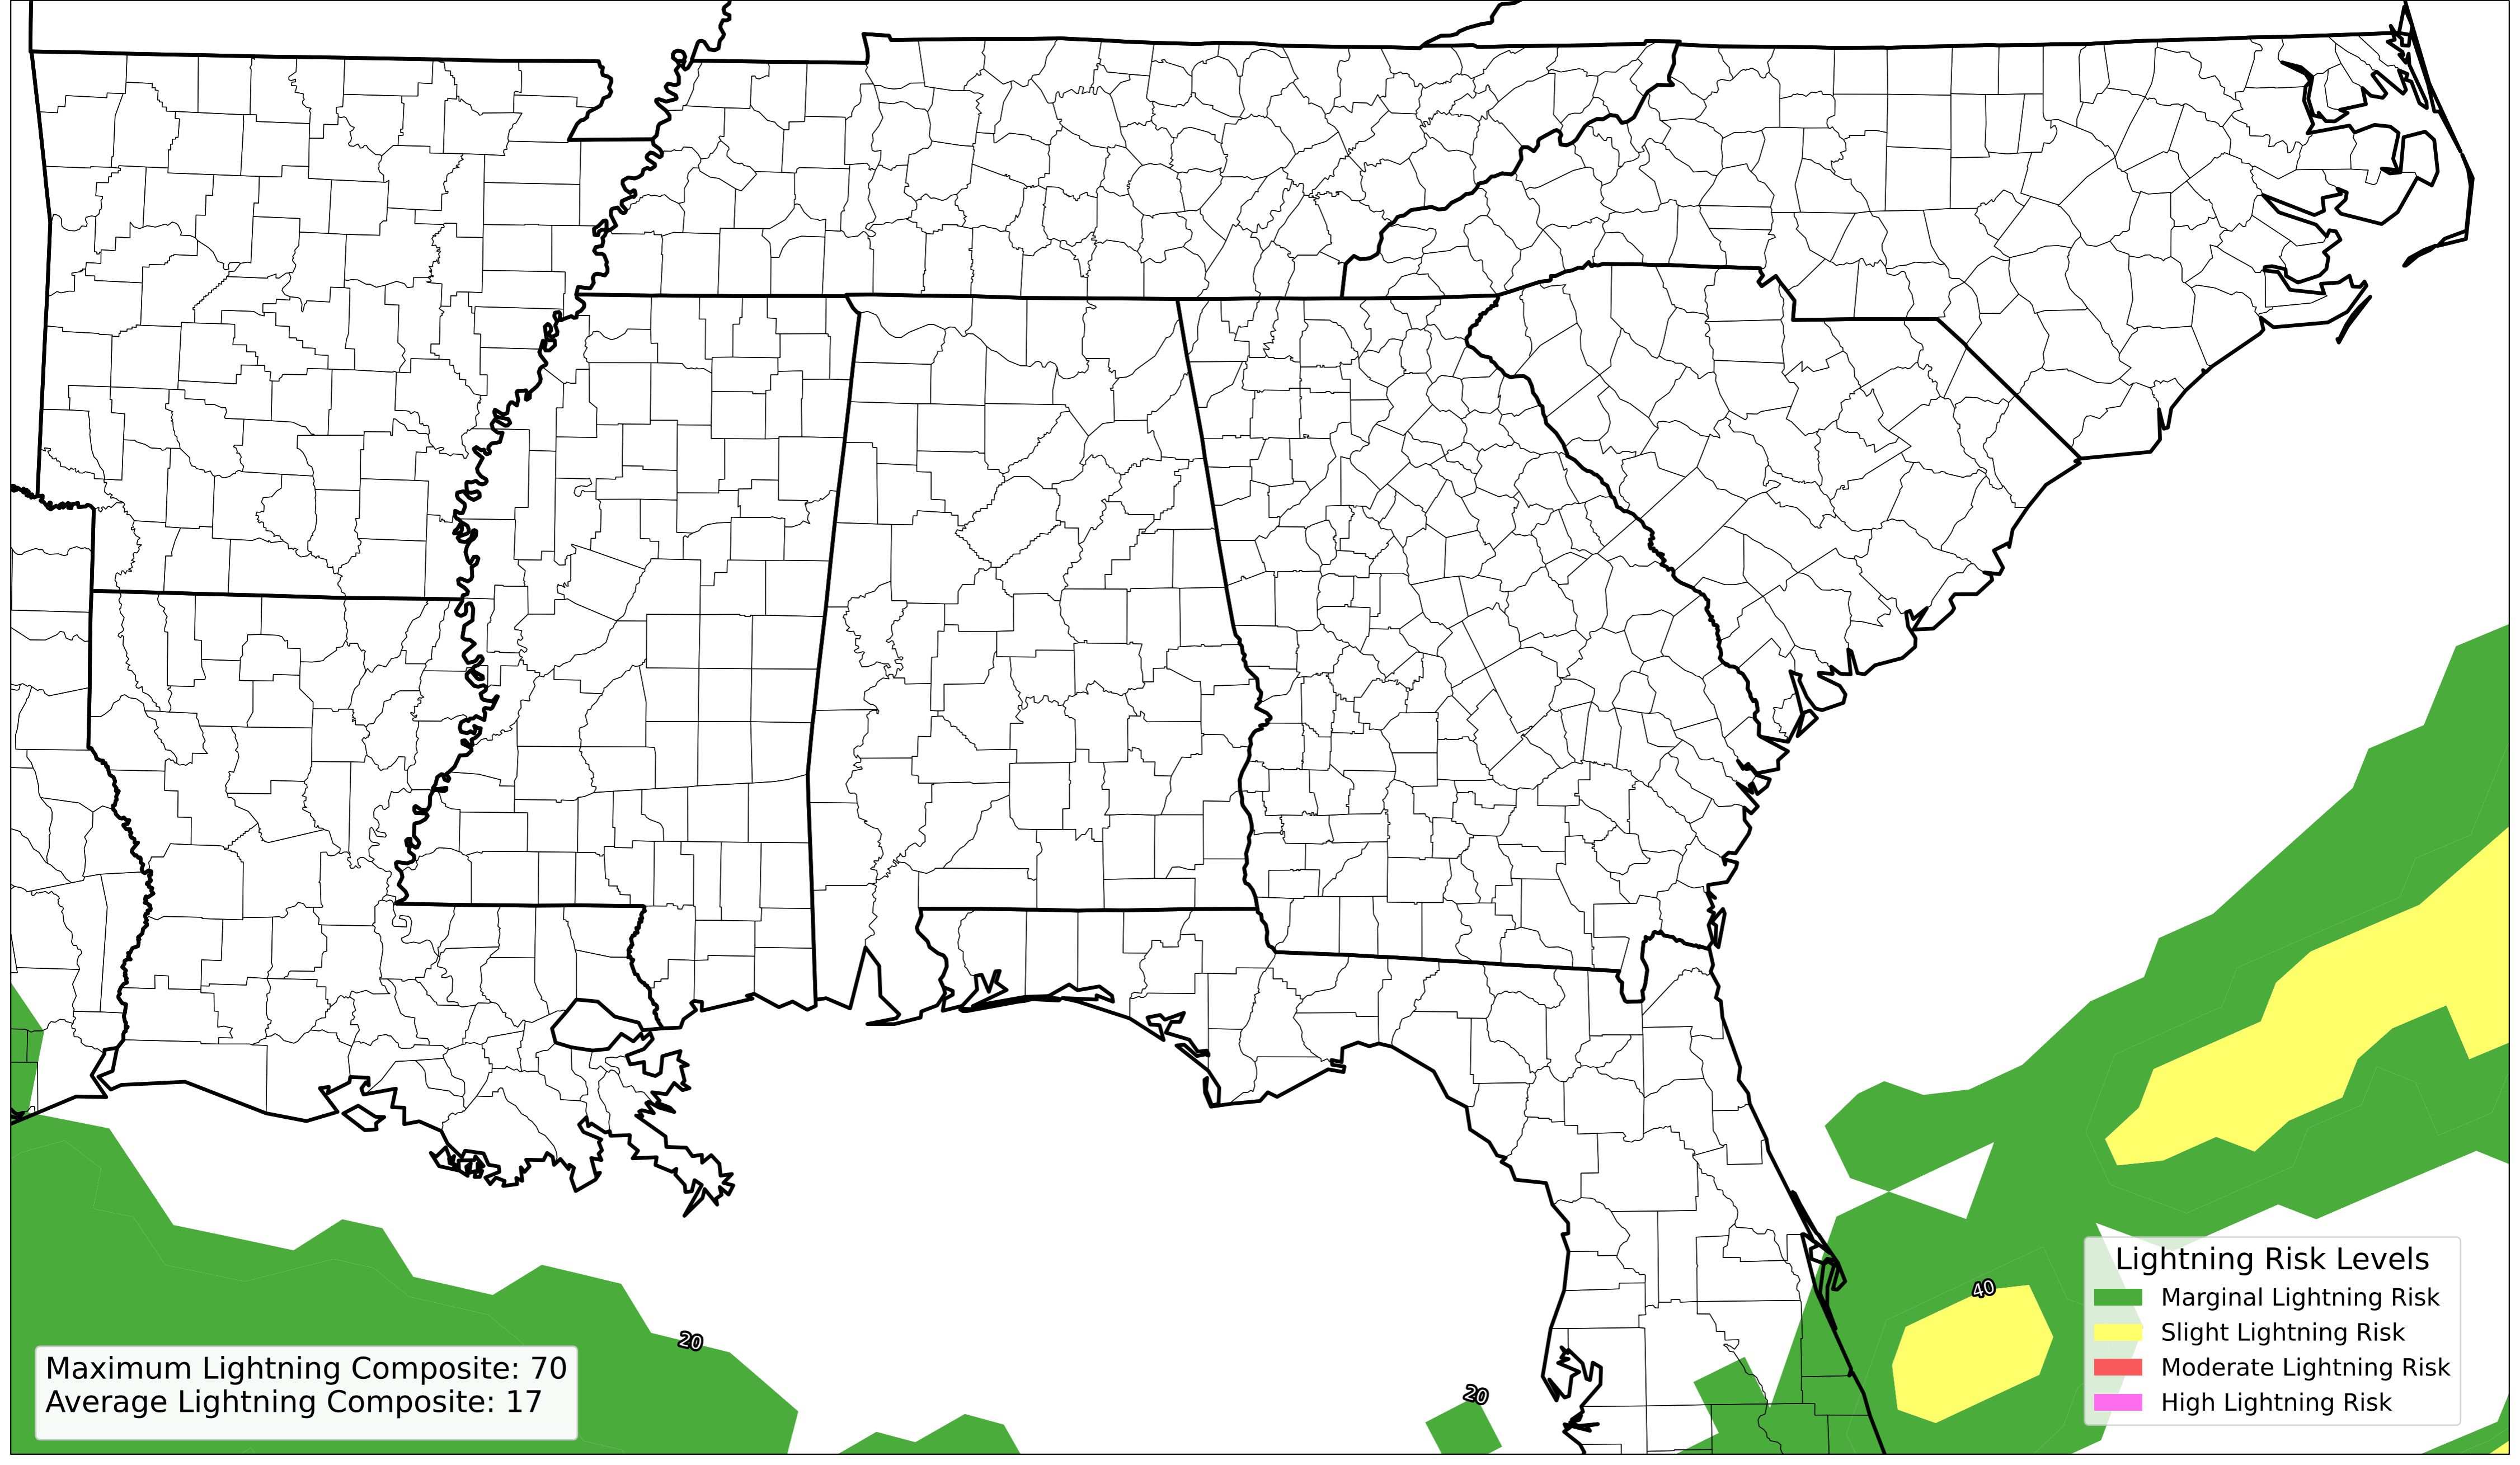 40
20
20
Maximum Lightning Composite: 70
Average Lightning Composite: 17
Lightning Risk Levels
Marginal Lightning Risk
Slight Lightning Risk
Moderate Lightning Risk
High Lightning Risk